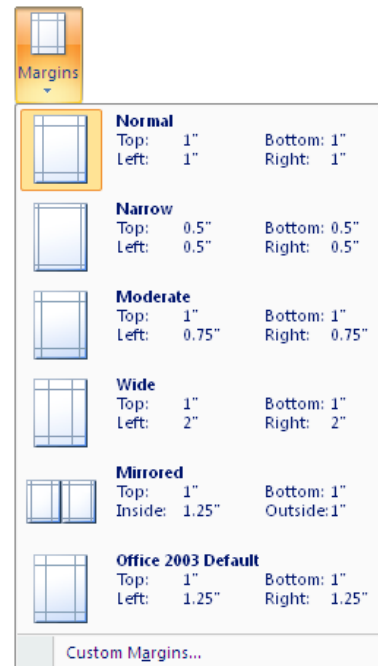 Margins
Normal
Top: 1" Bottom: 1"
Left: 1" Right: 1"
Narrow
Top: 0.5" Bottom: 0.5"
Left: 0.5" Right: 0.5"
Moderate
Top: 1" Bottom: 1"
Left: 0.75" Right: 0.75"
Wide
Top: 1" Bottom: 1"
Left: 2" Right: 2"
Mirrored
Top: 1" Bottom: 1"
Inside: 1.25" Outside: 1"
Office 2003 Default
Top: 1" Bottom: 1"
Left: 1.25" Right: 1.25"
Custom Margins...